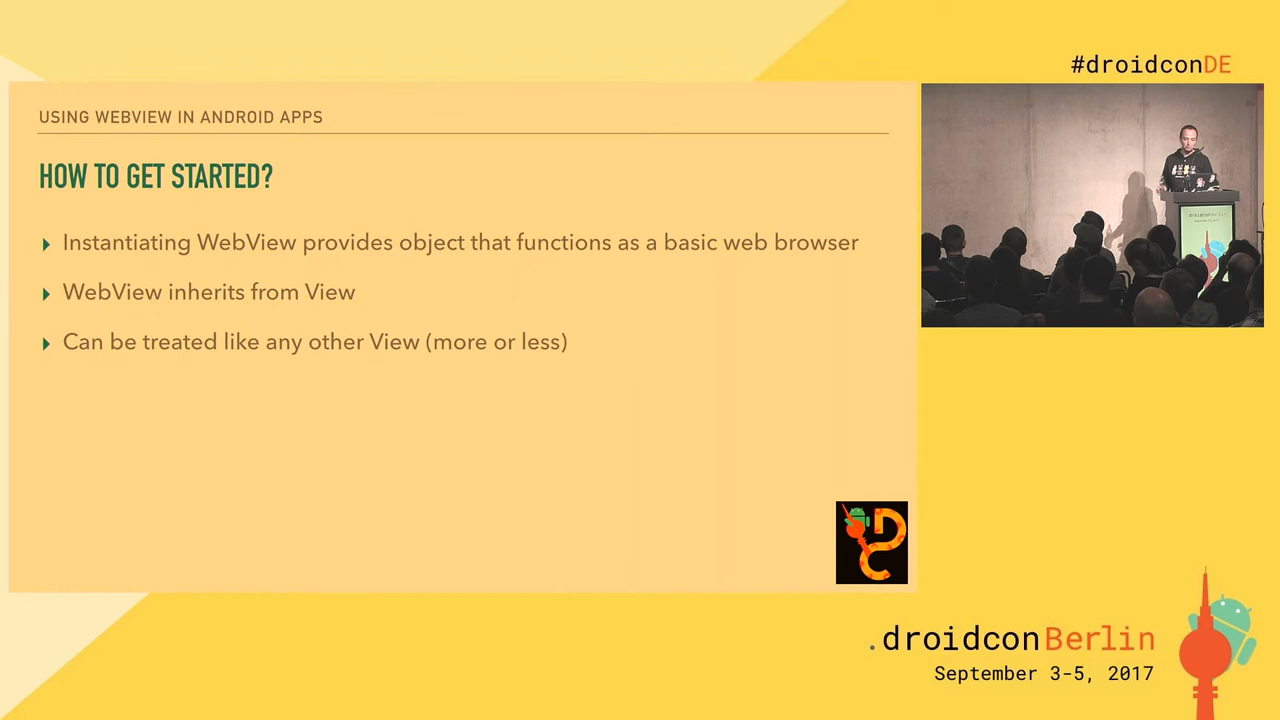 #droidconDE
USING WEBVIEW IN ANDROID APPS
HOW TO GET STARTED?
Instantiating WebView provides object that functions as a basic web browser
WebView inherits from View
Can be treated like any other View (more or less)
DC
.droidconBerlin
September 3-5, 2017